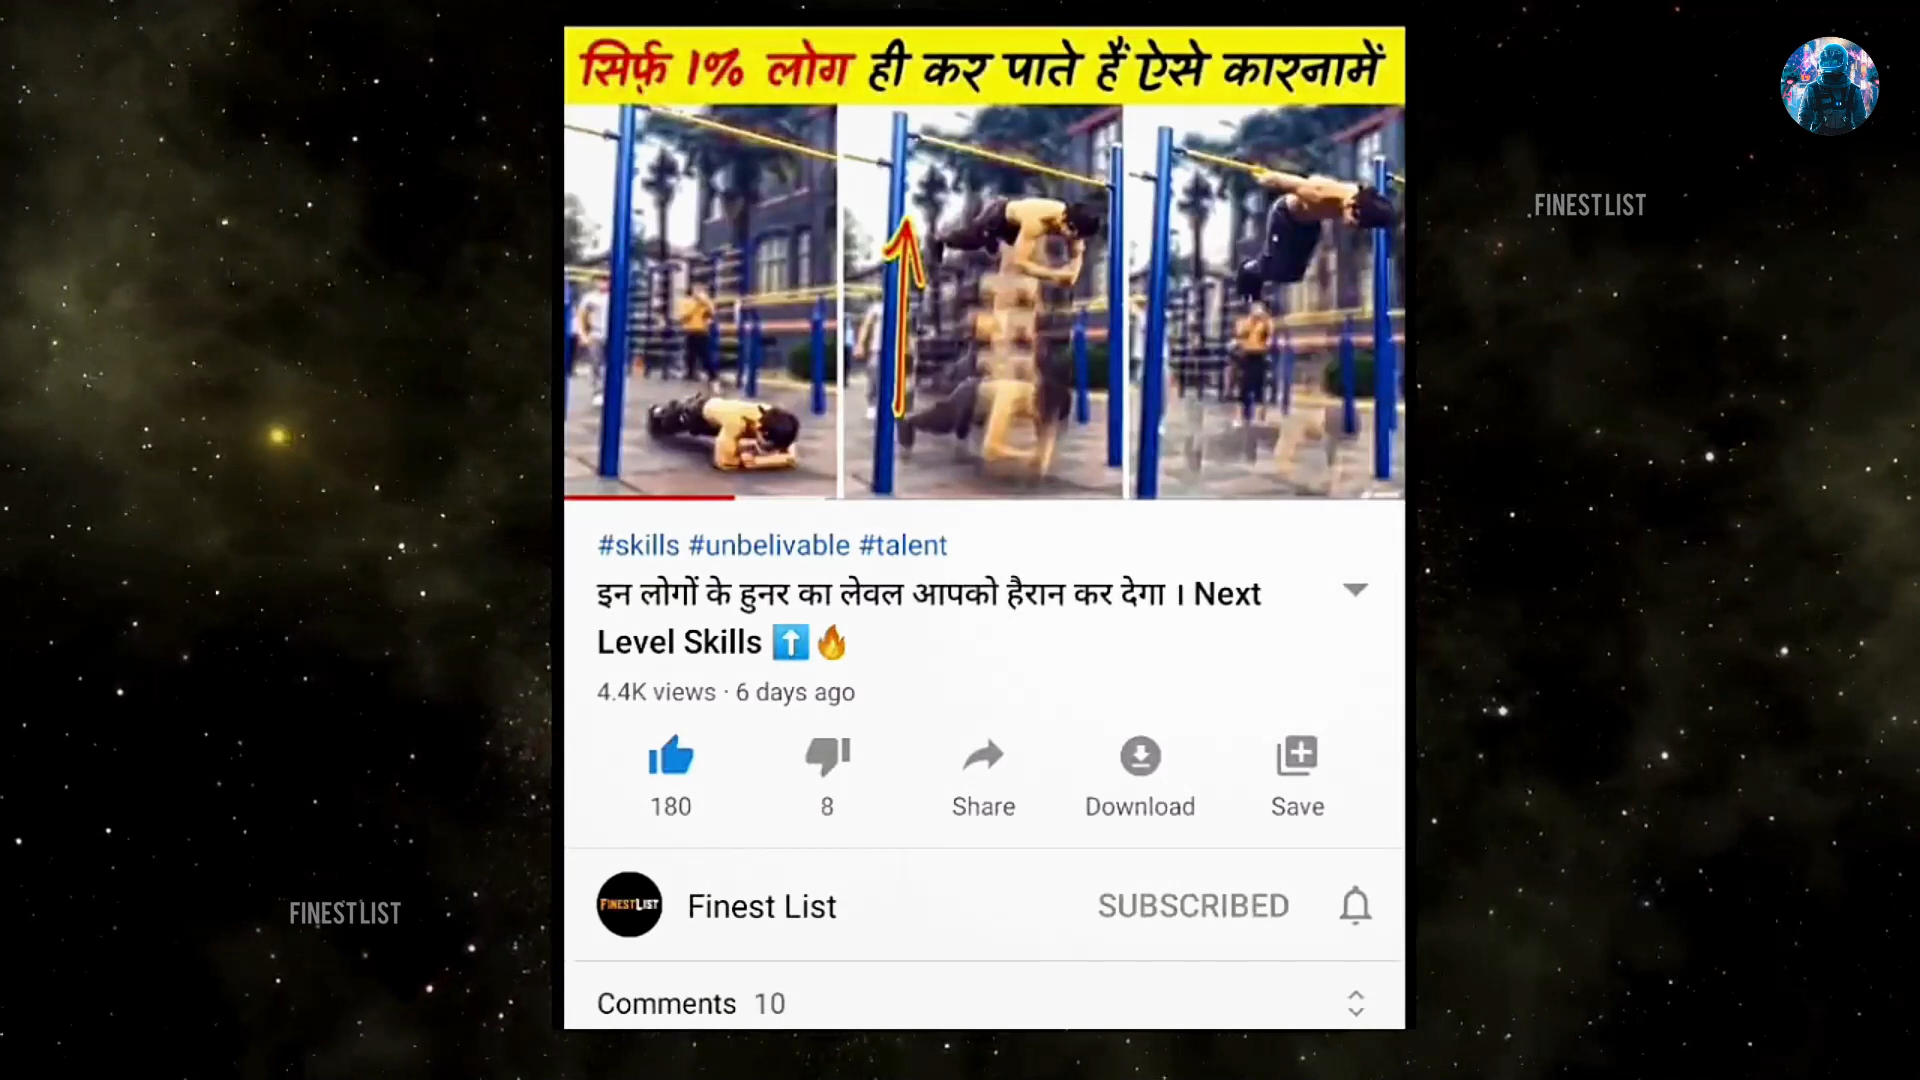 सिर्फ़ 1% लोग ही कर पाते हैं ऐसे कारनामें
FINESTLIST
#skills #unbelivable #talent
इन लोगों के हुनर का लेवल आपको हैरान कर देगा । Next
Level Skills ⬆️🔥
4.4K views · 6 days ago
180 8 Share Download Save
FINESTLIST Finest List SUBSCRIBED
FINESTLIST
Comments 10